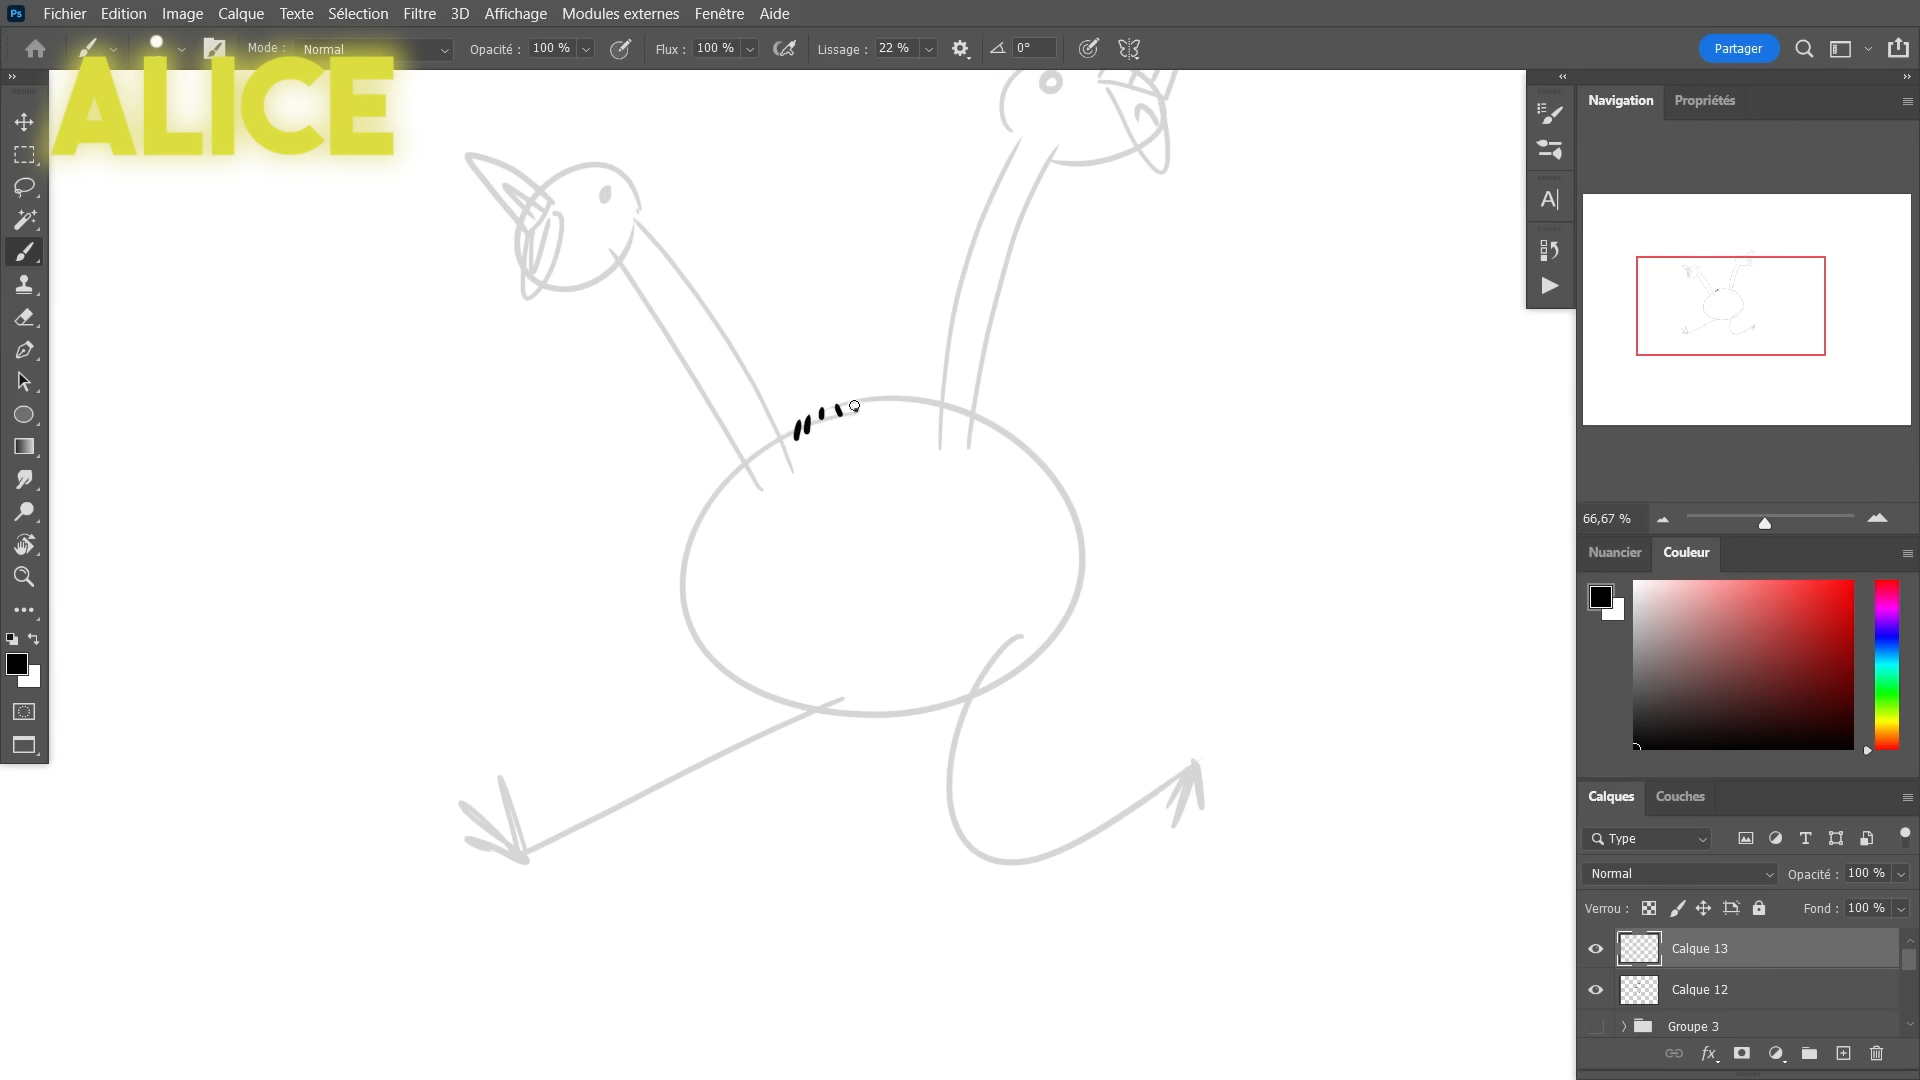 Ps Fichier Edition Image Calque Texte Sélection Filtre 3D Affichage Modules externes Fenêtre Aide
Mode : Normal Opacité : 100 % Flux : 100 % Lissage : 22 % 0° Partager
ALICE
Navigation Propriétés
66,67 %
Nuancier Couleur
Calques Couches
Type
Normal Opacité : 100 %
Verrou : Fond : 100 %
Calque 13
Calque 12
Groupe 3
fx